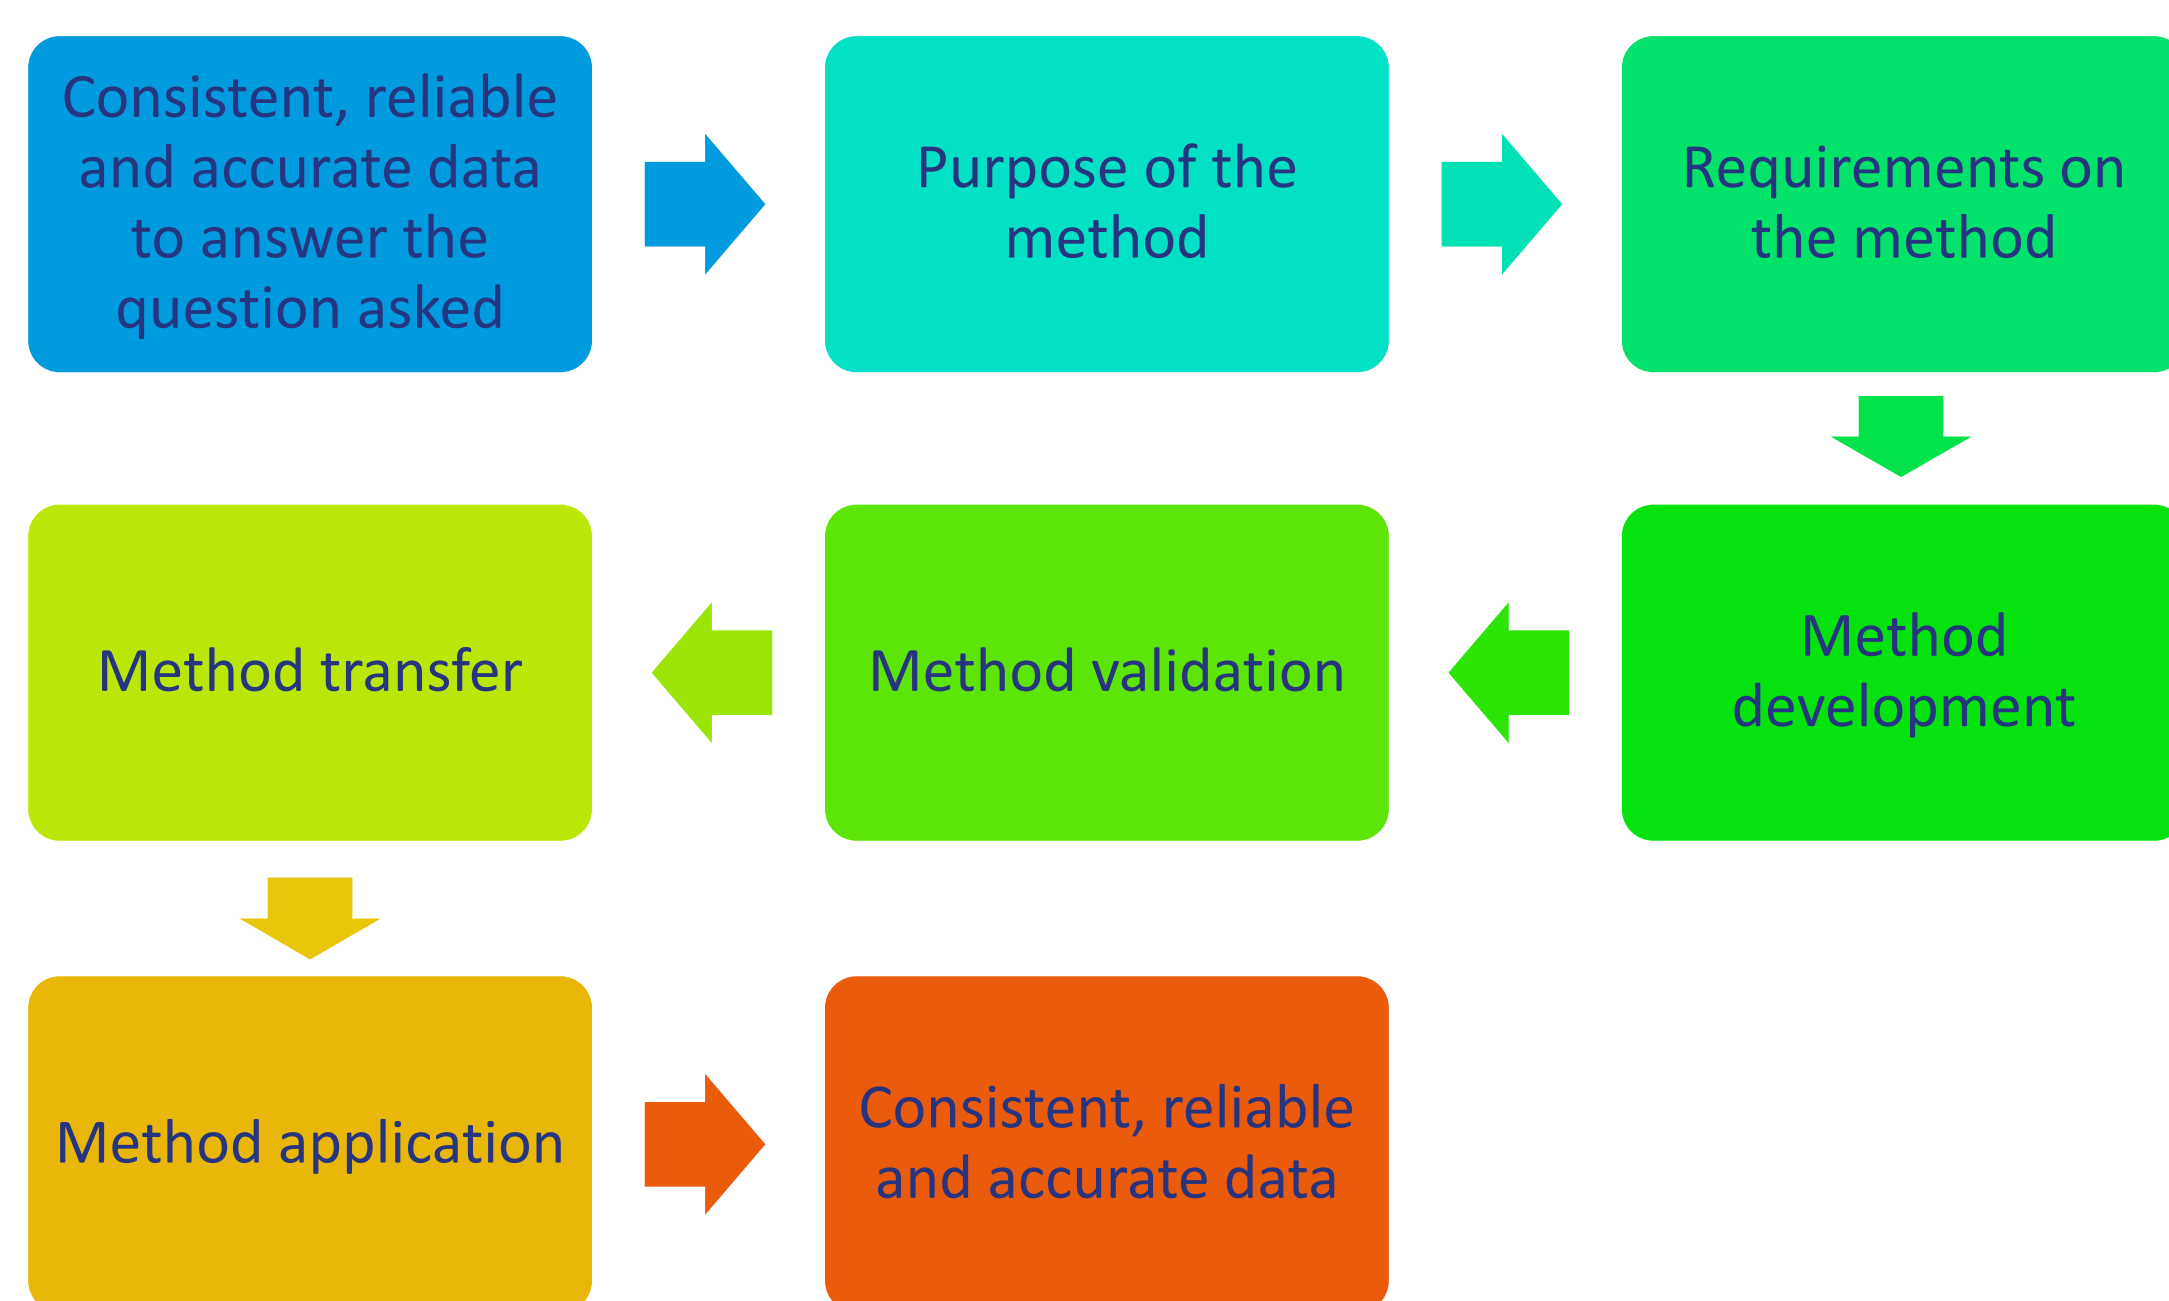 Consistent, reliable
and accurate data
to answer the
question asked
Purpose of the
method
Requirements on
the method
Method
development
Method validation
Method transfer
Method application
Consistent, reliable
and accurate data